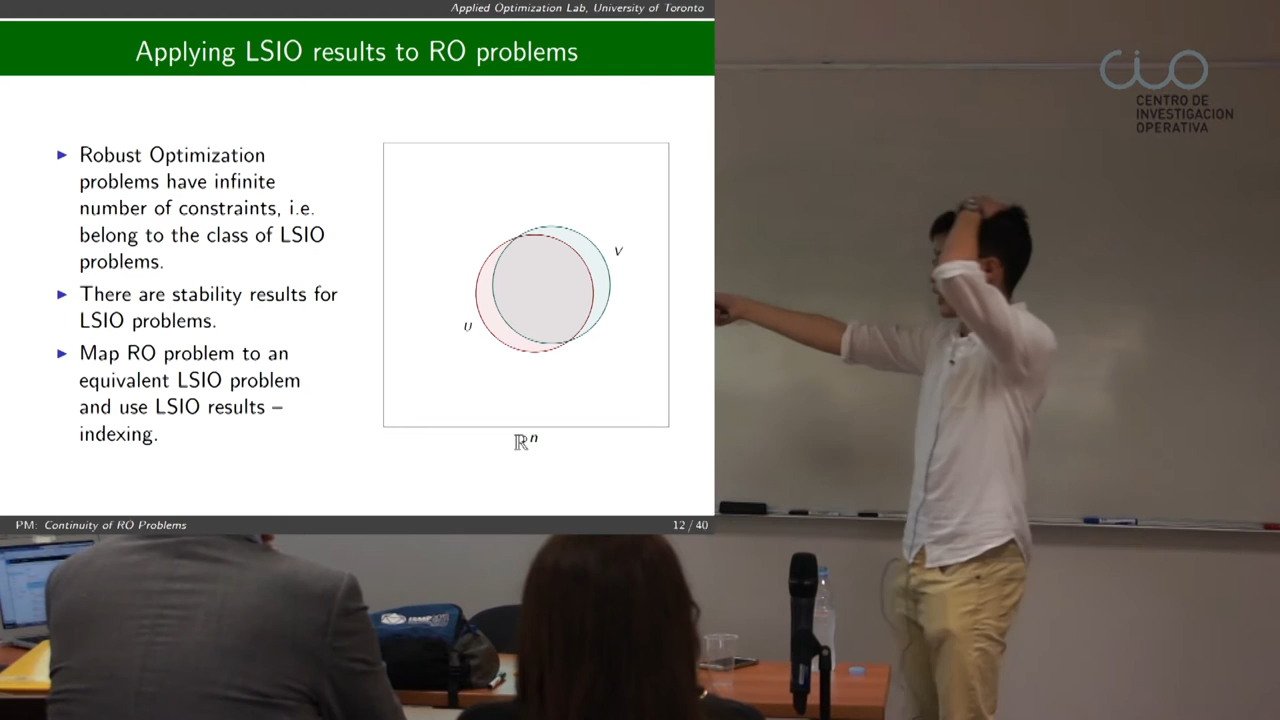 Applied Optimization Lab, University of Toronto
Applying LSIO results to RO problems
▶ Robust Optimization
problems have infinite
number of constraints, i.e.
belong to the class of LSIO
problems.
▶ There are stability results for
LSIO problems.
▶ Map RO problem to an
equivalent LSIO problem
and use LSIO results –
indexing.
V
U
ℝⁿ
PM: Continuity of RO Problems
12 / 40
CIO
CENTRO DE
INVESTIGACION
OPERATIVA